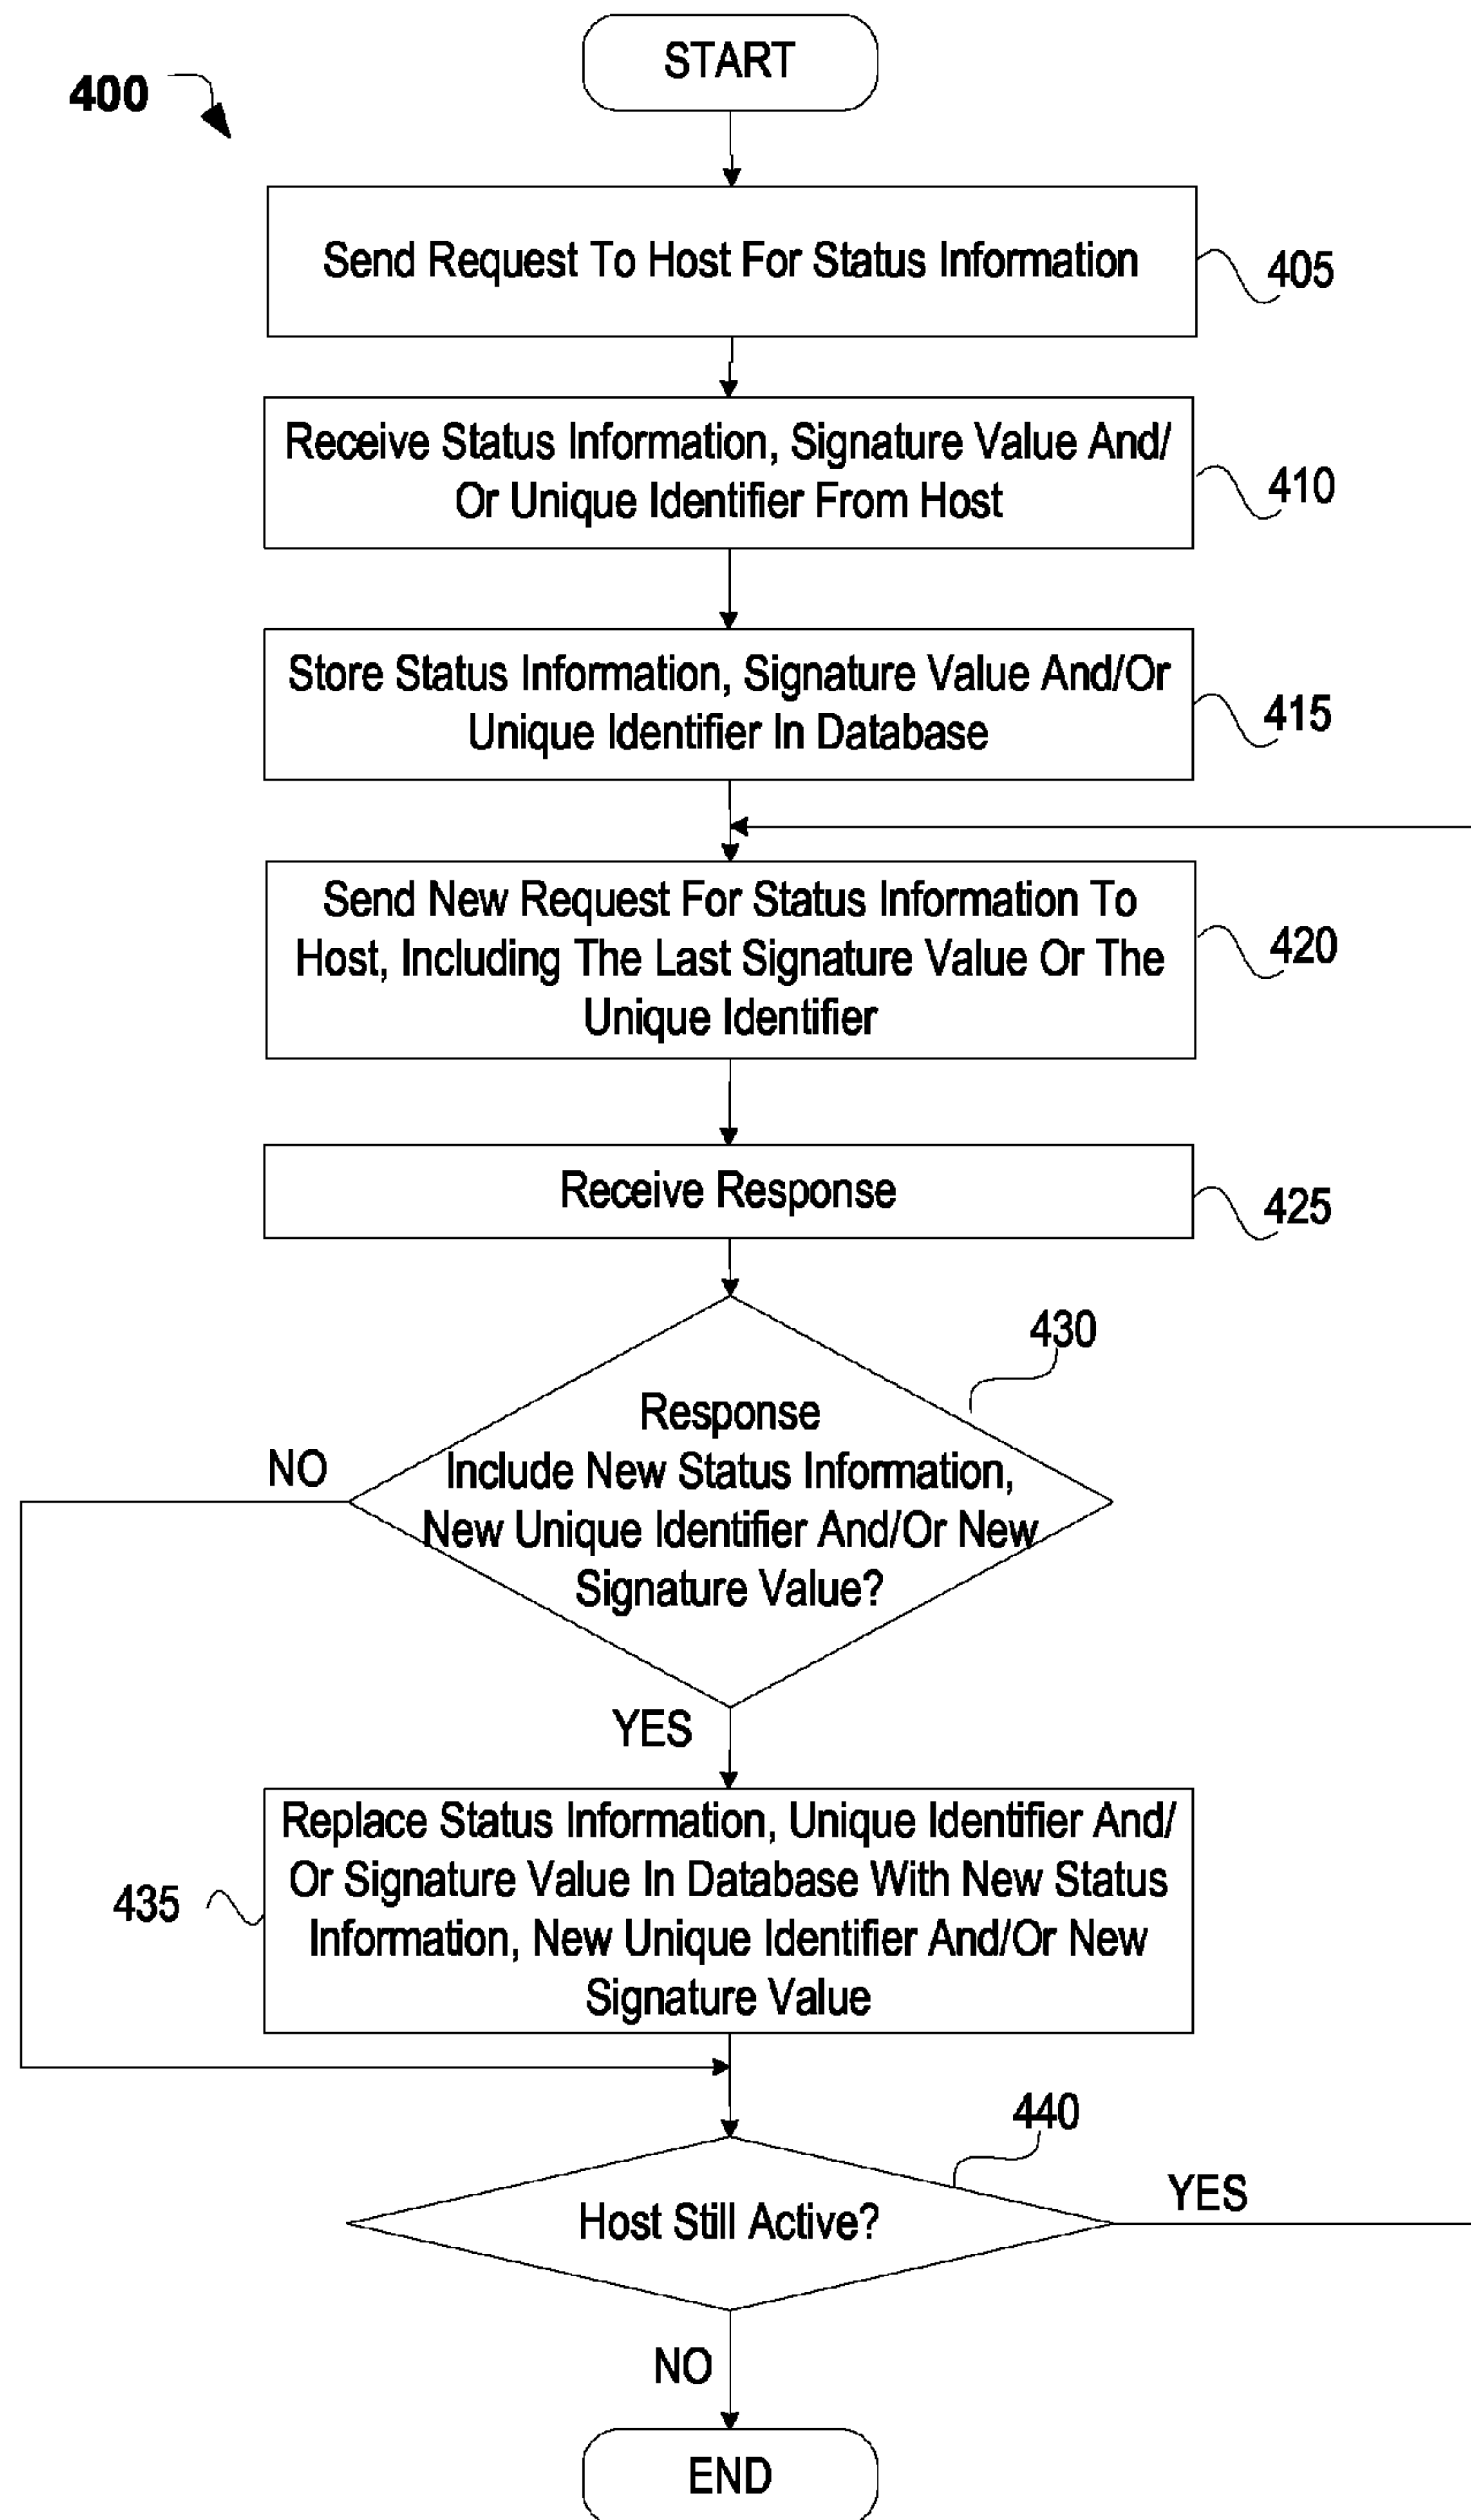 START
400
Send Request To Host For Status Information
405
Receive Status Information, Signature Value And/
Or Unique Identifier From Host
410
Store Status Information, Signature Value And/Or
Unique Identifier In Database
415
Send New Request For Status Information To
Host, Including The Last Signature Value Or The
Unique Identifier
420
Receive Response
425
430
Response
Include New Status Information,
New Unique Identifier And/Or New
Signature Value?
NO
YES
Replace Status Information, Unique Identifier And/
Or Signature Value In Database With New Status
Information, New Unique Identifier And/Or New
Signature Value
435
440
Host Still Active?
YES
NO
END